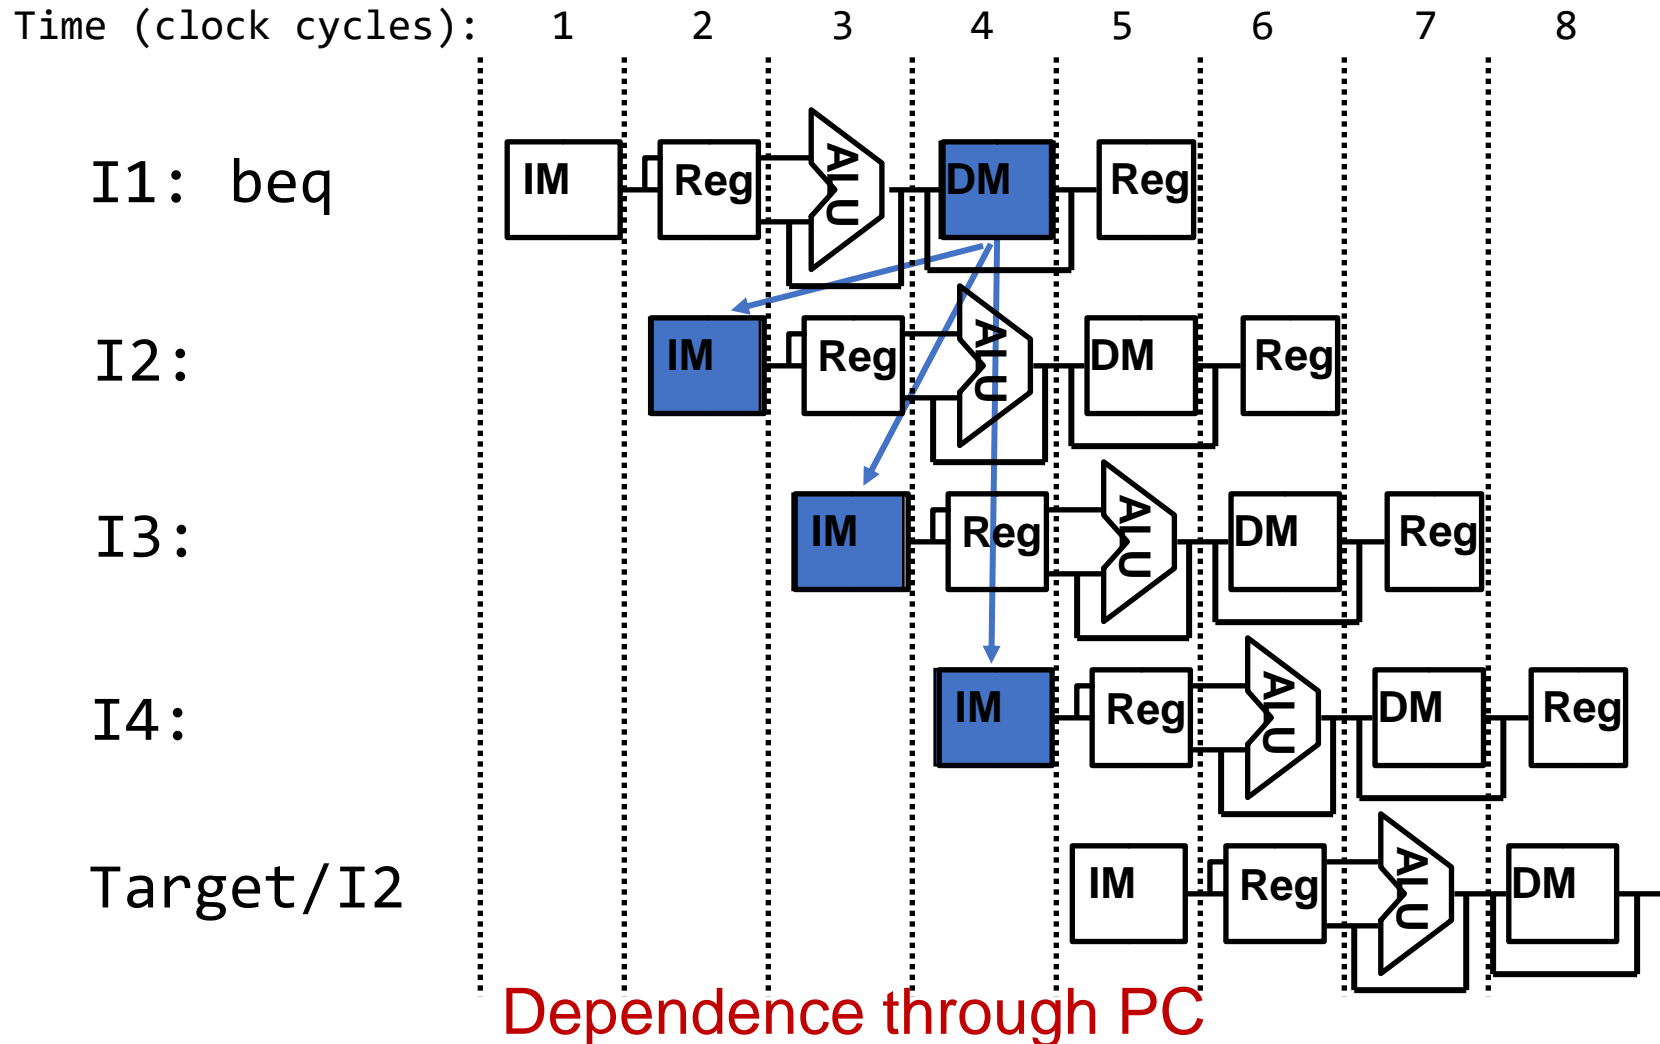 Time (clock cycles): 1 2 3 4 5 6 7 8
I1: beq IM Reg ALU DM Reg
I2: IM Reg ALU DM Reg
I3: IM Reg ALU DM Reg
I4: IM Reg ALU DM Reg
Target/I2 IM Reg ALU DM
Dependence through PC